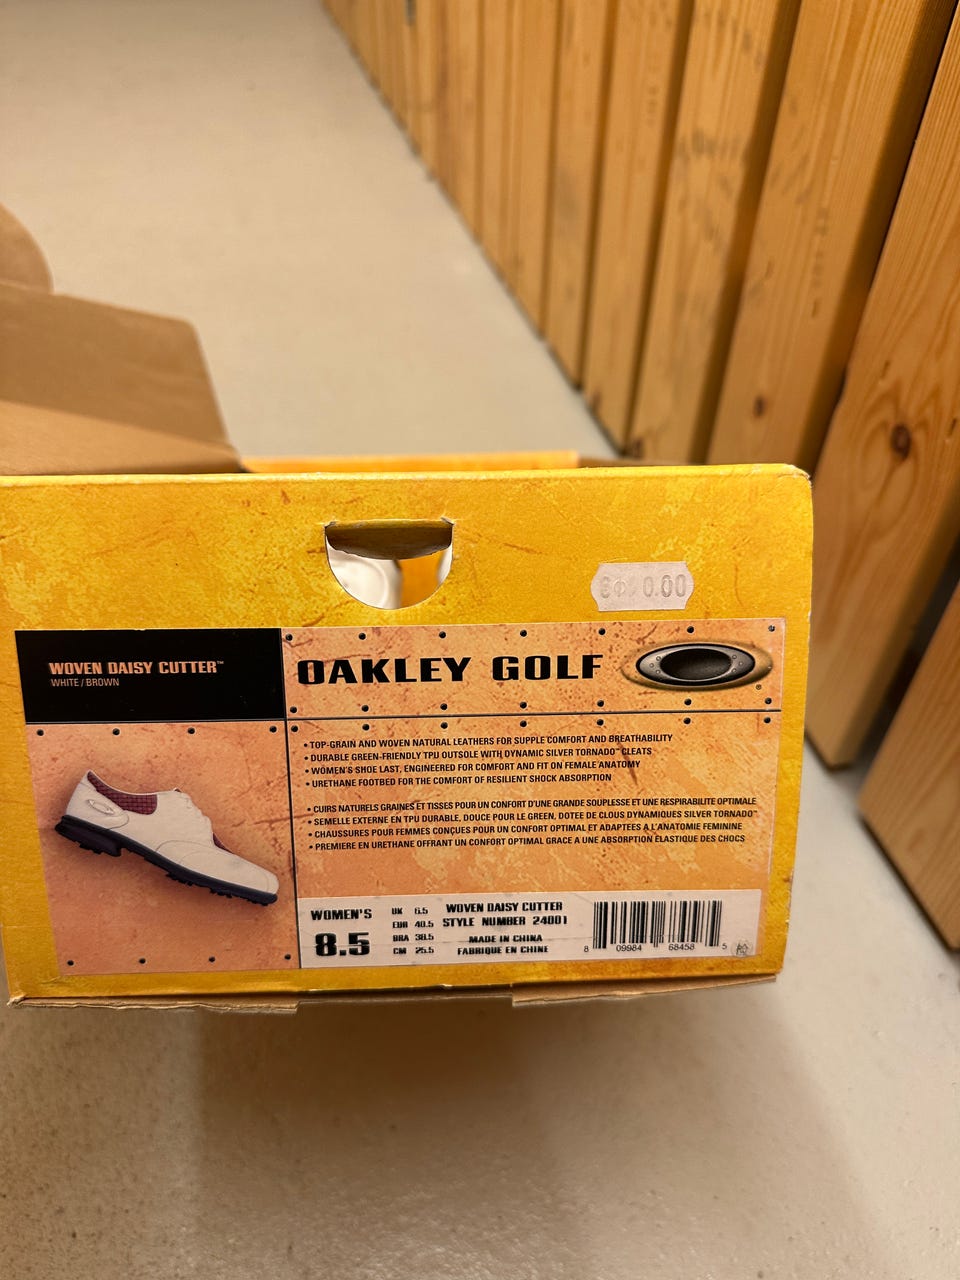 WOVEN DAISY CUTTER™
WHITE / BROWN
OAKLEY GOLF
®
• TOP-GRAIN AND WOVEN NATURAL LEATHERS FOR SUPPLE COMFORT AND BREATHABILITY
• DURABLE GREEN-FRIENDLY TPU OUTSOLE WITH DYNAMIC SILVER TORNADO™ CLEATS
• WOMEN'S SHOE LAST, ENGINEERED FOR COMFORT AND FIT ON FEMALE ANATOMY
• URETHANE FOOTBED FOR THE COMFORT OF RESILIENT SHOCK ABSORPTION
• CUIRS NATURELS GRAINES ET TISSES POUR UN CONFORT D'UNE GRANDE SOUPLESSE ET UNE RESPIRABILITE OPTIMALE
• SEMELLE EXTERNE EN TPU DURABLE, DOUCE POUR LE GREEN, DOTEE DE CLOUS DYNAMIQUES SILVER TORNADO™
• CHAUSSURES POUR FEMMES CONÇUES POUR UN CONFORT OPTIMAL ET ADAPTEES A L'ANATOMIE FEMININE
• PREMIERE EN URETHANE OFFRANT UN CONFORT OPTIMAL GRACE A UNE ABSORPTION ELASTIQUE DES CHOCS
WOMEN'S
8.5
UK 6.5
EUR 40.5
BRA 38.5
CM 25.5
WOVEN DAISY CUTTER
STYLE NUMBER 24001
MADE IN CHINA
FABRIQUE EN CHINE
8 09984 68458 5